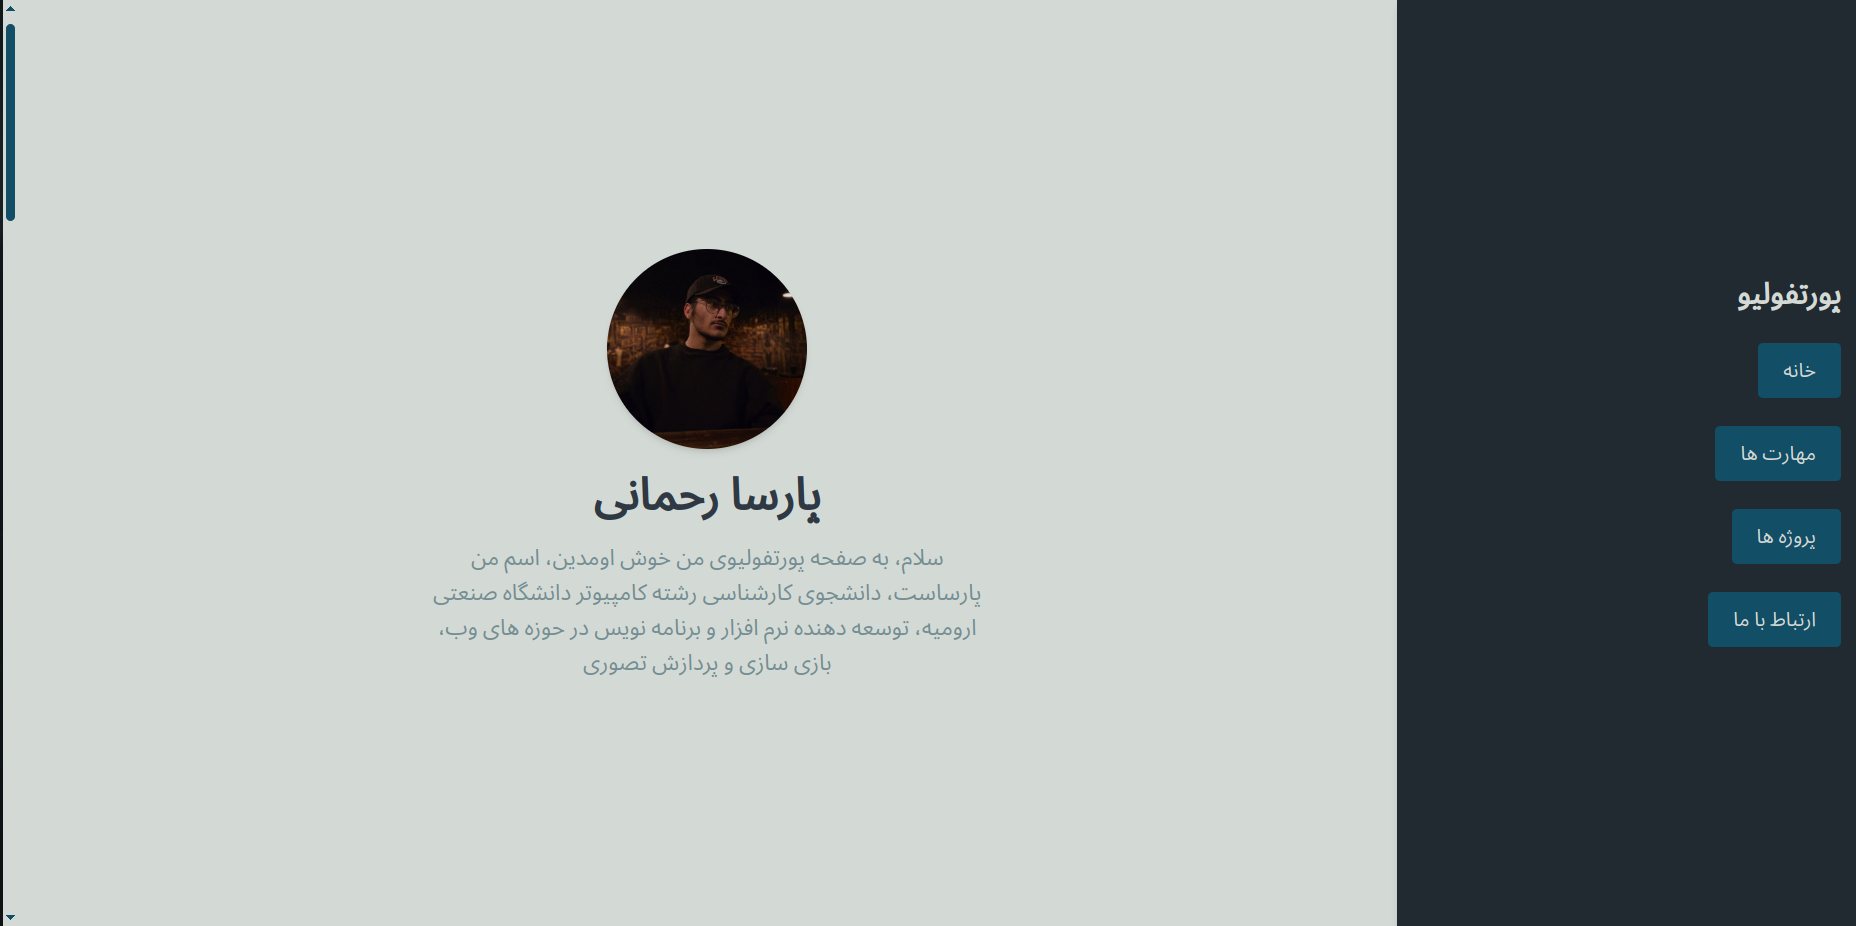 پورتفولیو
خانه
مهارت ها
پروژه ها
ارتباط با ما
پارسا رحمانی
سلام، به صفحه پورتفولیوی من خوش اومدین، اسم من
پارساست، دانشجوی کارشناسی رشته کامپیوتر دانشگاه صنعتی
ارومیه، توسعه دهنده نرم افزار و برنامه نویس در حوزه های وب،
بازی سازی و پردازش تصوری